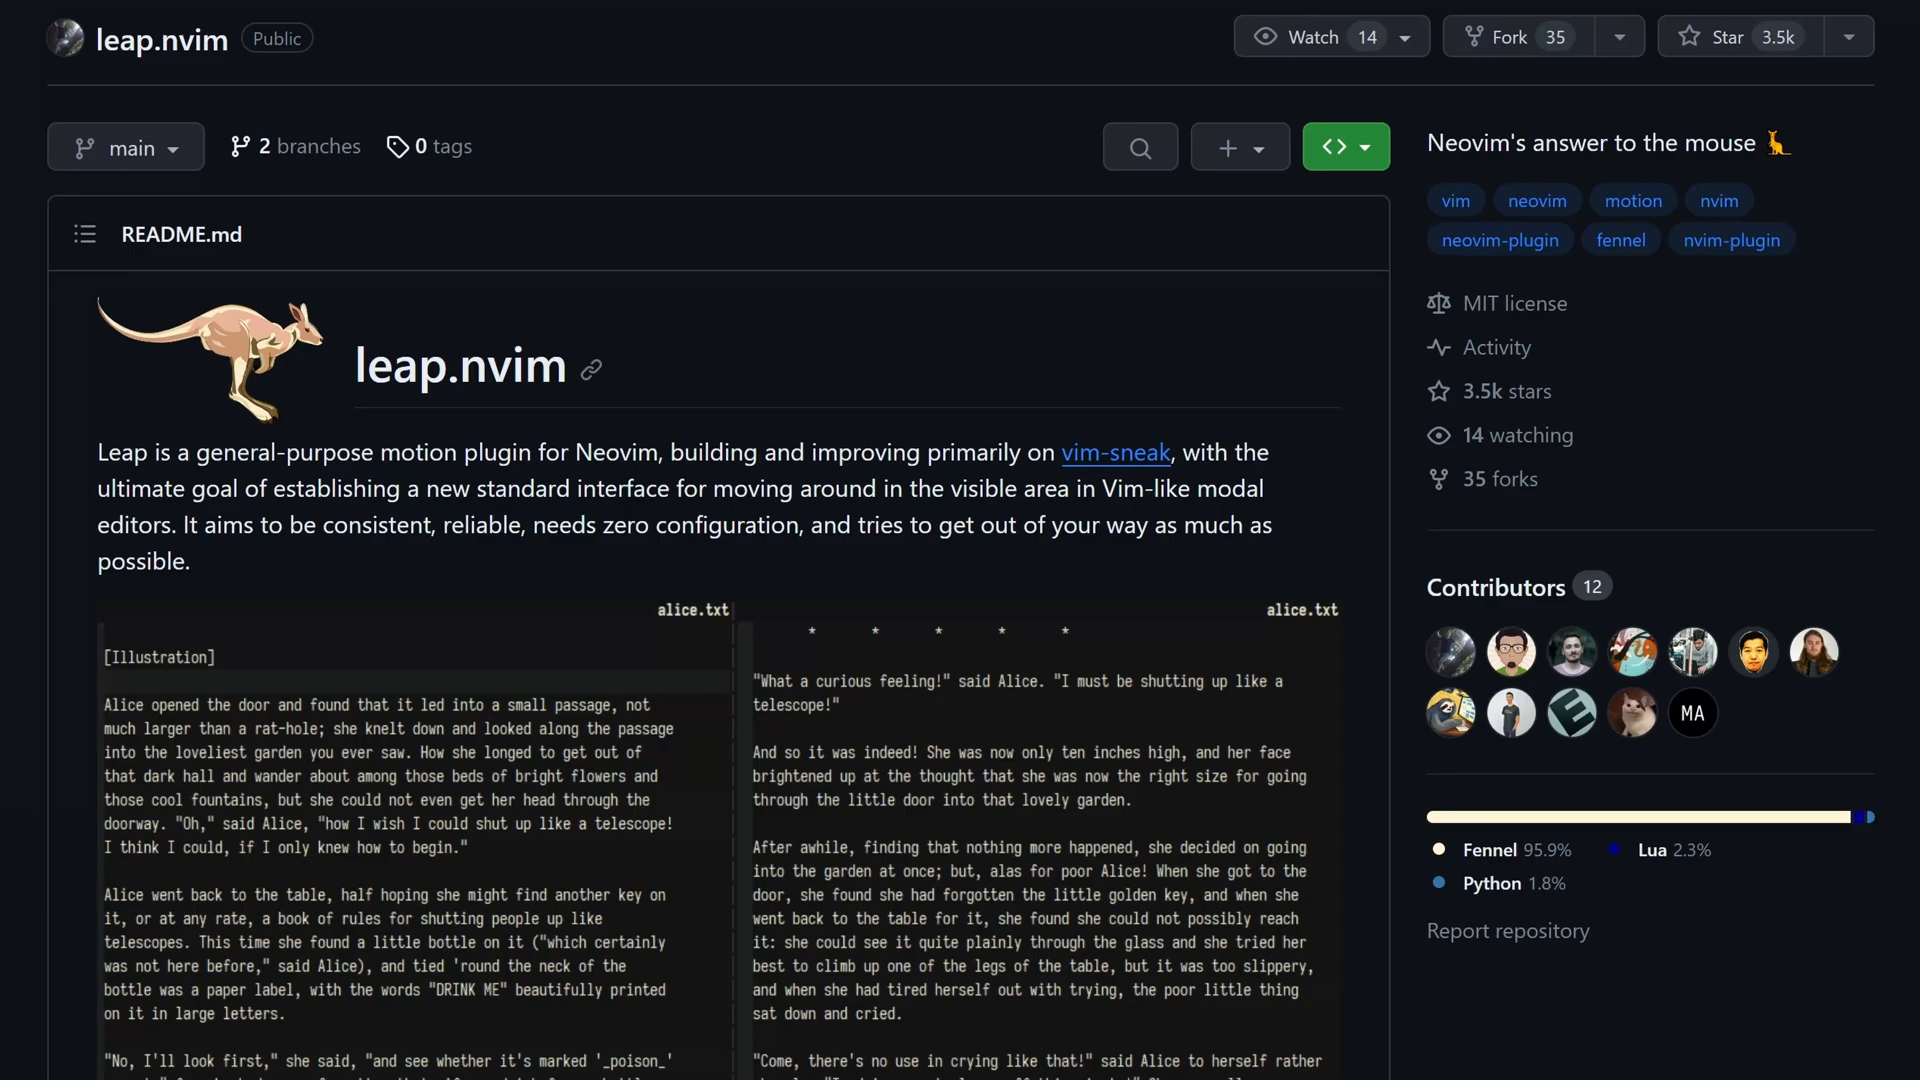 leap.nvim Public
Watch 14
Fork 35
Star 3.5k
main
2 branches
0 tags
README.md
leap.nvim
Leap is a general-purpose motion plugin for Neovim, building and improving primarily on vim-sneak, with the
ultimate goal of establishing a new standard interface for moving around in the visible area in Vim-like modal
editors. It aims to be consistent, reliable, needs zero configuration, and tries to get out of your way as much as
possible.
alice.txt
[Illustration]
Alice opened the door and found that it led into a small passage, not
much larger than a rat-hole; she knelt down and looked along the passage
into the loveliest garden you ever saw. How she longed to get out of
that dark hall and wander about among those beds of bright flowers and
those cool fountains, but she could not even get her head through the
doorway. "Oh," said Alice, "how I wish I could shut up like a telescope!
I think I could, if I only knew how to begin."
Alice went back to the table, half hoping she might find another key on
it, or at any rate, a book of rules for shutting people up like
telescopes. This time she found a little bottle on it ("which certainly
was not here before," said Alice), and tied 'round the neck of the
bottle was a paper label, with the words "DRINK ME" beautifully printed
on it in large letters.
"No, I'll look first," she said, "and see whether it's marked '_poison_'
alice.txt
* * * * *
"What a curious feeling!" said Alice. "I must be shutting up like a
telescope!"
And so it was indeed! She was now only ten inches high, and her face
brightened up at the thought that she was now the right size for going
through the little door into that lovely garden.
After awhile, finding that nothing more happened, she decided on going
into the garden at once; but, alas for poor Alice! When she got to the
door, she found she had forgotten the little golden key, and when she
went back to the table for it, she found she could not possibly reach
it: she could see it quite plainly through the glass and she tried her
best to climb up one of the legs of the table, but it was too slippery,
and when she had tired herself out with trying, the poor little thing
sat down and cried.
"Come, there's no use in crying like that!" said Alice to herself rather
Neovim's answer to the mouse 🦘
vim neovim motion nvim
neovim-plugin fennel nvim-plugin
MIT license
Activity
3.5k stars
14 watching
35 forks
Contributors 12
MA
Fennel 95.9% Lua 2.3%
Python 1.8%
Report repository